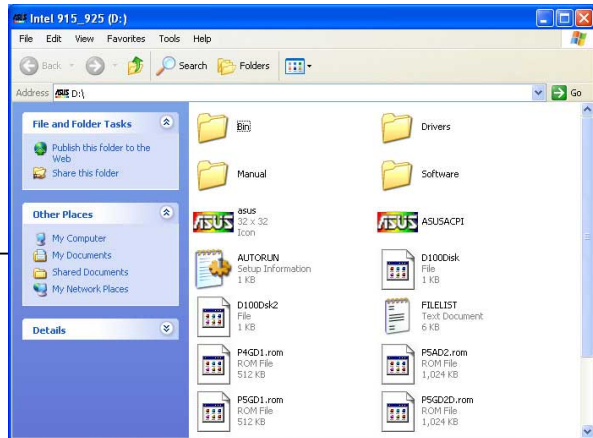 Intel 915_925 (D:)
File Edit View Favorites Tools Help
Back Search Folders
Address D:\ Go
File and Folder Tasks
Publish this folder to the
Web
Share this folder
Other Places
My Computer
My Documents
Shared Documents
My Network Places
Details
Bin
Drivers
Manual
Software
asus
32 x 32
Icon
ASUSACPI
AUTORUN
Setup Information
1 KB
D100Disk
File
1 KB
D100Dsk2
File
1 KB
FILELIST
Text Document
6 KB
P4GD1.rom
ROM File
512 KB
P5AD2.rom
ROM File
1,024 KB
P5GD1.rom
ROM File
512 KB
P5GD2D.rom
ROM File
1,024 KB